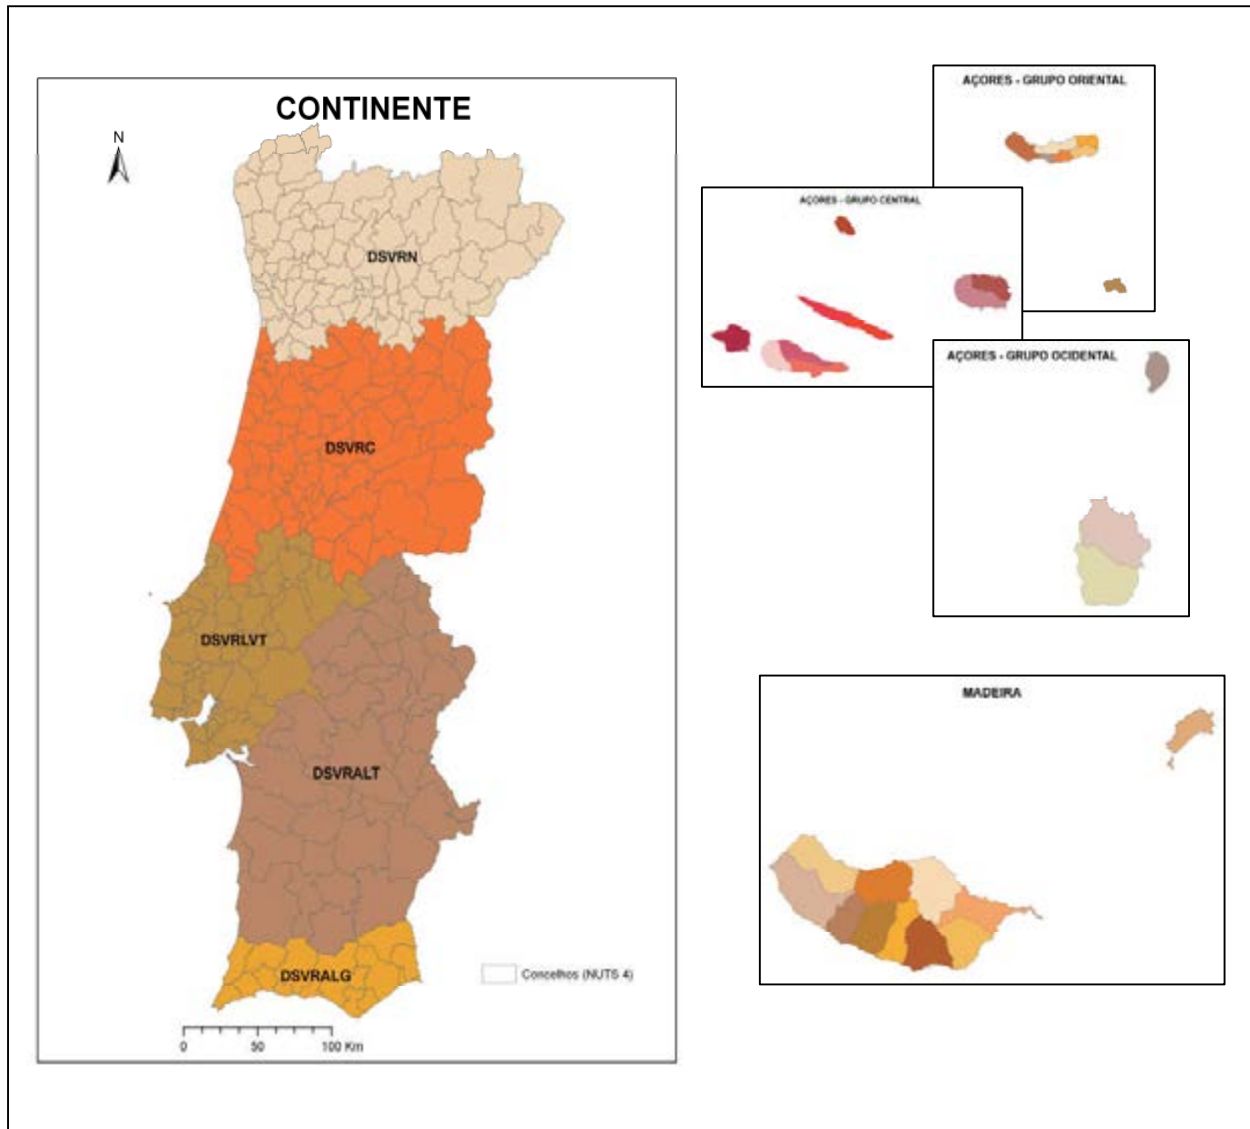 CONTINENTE
N
DSVRN
DSVRC
DSVRLVT
DSVRALT
DSVRALG
Concelhos (NUTS 4)
0 50 100 Km
AÇORES - GRUPO ORIENTAL
AÇORES - GRUPO CENTRAL
AÇORES - GRUPO OCIDENTAL
MADEIRA